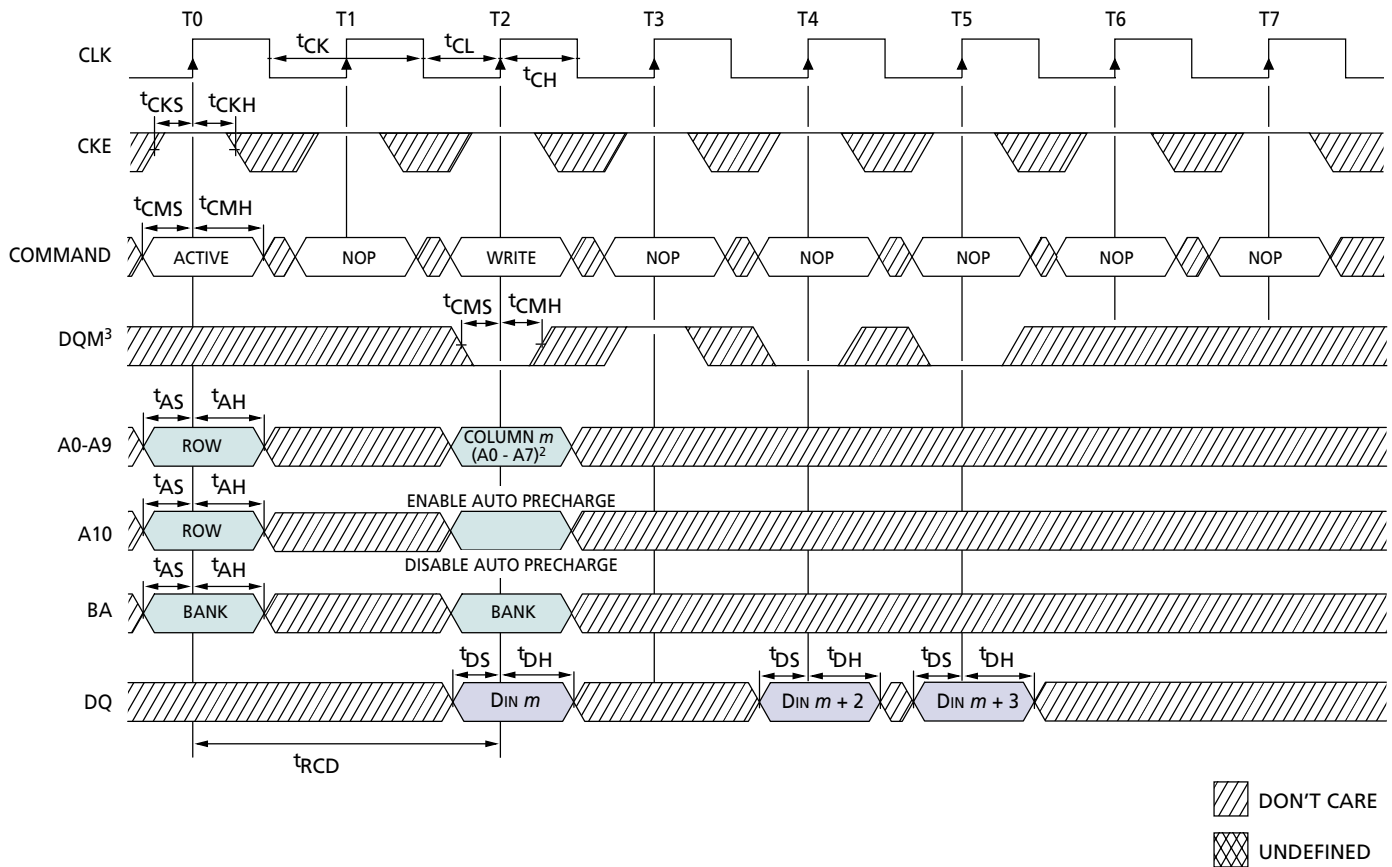 T0 T1 T2 T3 T4 T5 T6 T7
CLK tCK tCL
tCH
tCKS tCKH
CKE
tCMS tCMH
COMMAND ACTIVE NOP WRITE NOP NOP NOP NOP NOP
tCMS tCMH
DQM³
tAS tAH
A0-A9 ROW COLUMN m
(A0 - A7)²
tAS tAH ENABLE AUTO PRECHARGE
A10 ROW
DISABLE AUTO PRECHARGE
tAS tAH
BA BANK BANK
tDS tDH tDS tDH tDS tDH
DQ DIN m DIN m + 2 DIN m + 3
tRCD
DON'T CARE
UNDEFINED